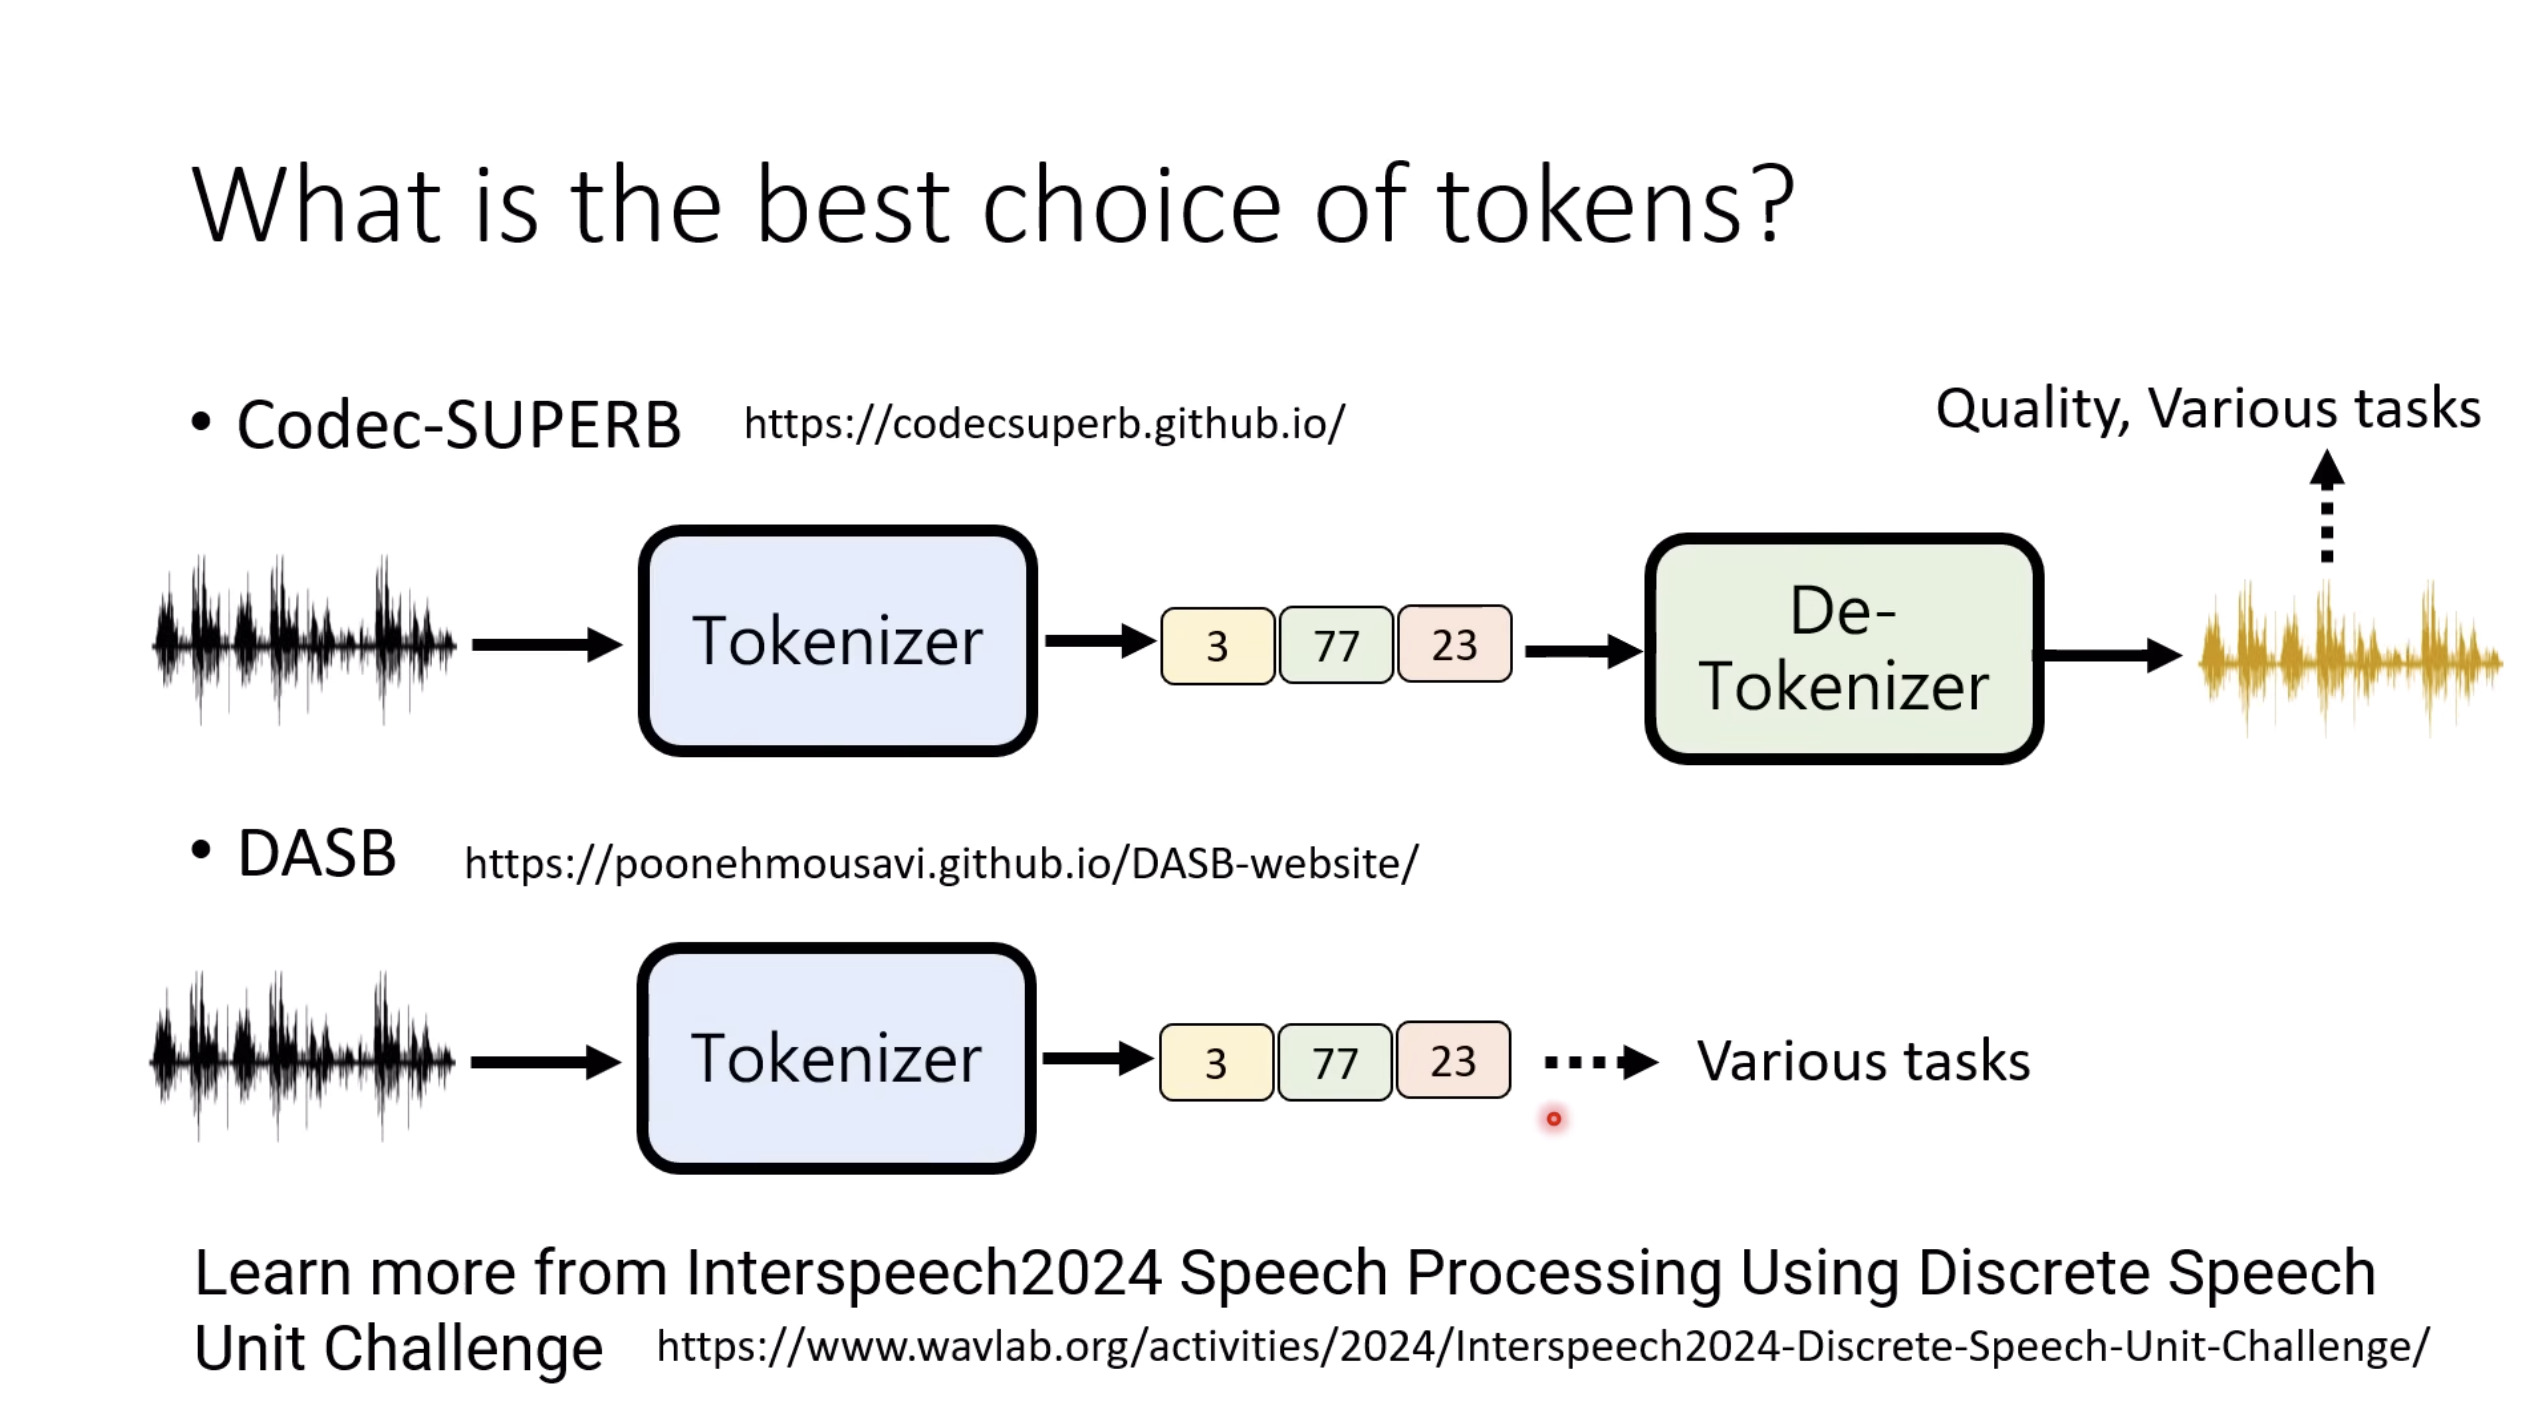 What is the best choice of tokens?
• Codec-SUPERB https://codecsuperb.github.io/
Quality, Various tasks
Tokenizer
3 77 23
De-
Tokenizer
• DASB https://poonehmousavi.github.io/DASB-website/
Tokenizer
3 77 23
Various tasks
Learn more from Interspeech2024 Speech Processing Using Discrete Speech
Unit Challenge https://www.wavlab.org/activities/2024/Interspeech2024-Discrete-Speech-Unit-Challenge/